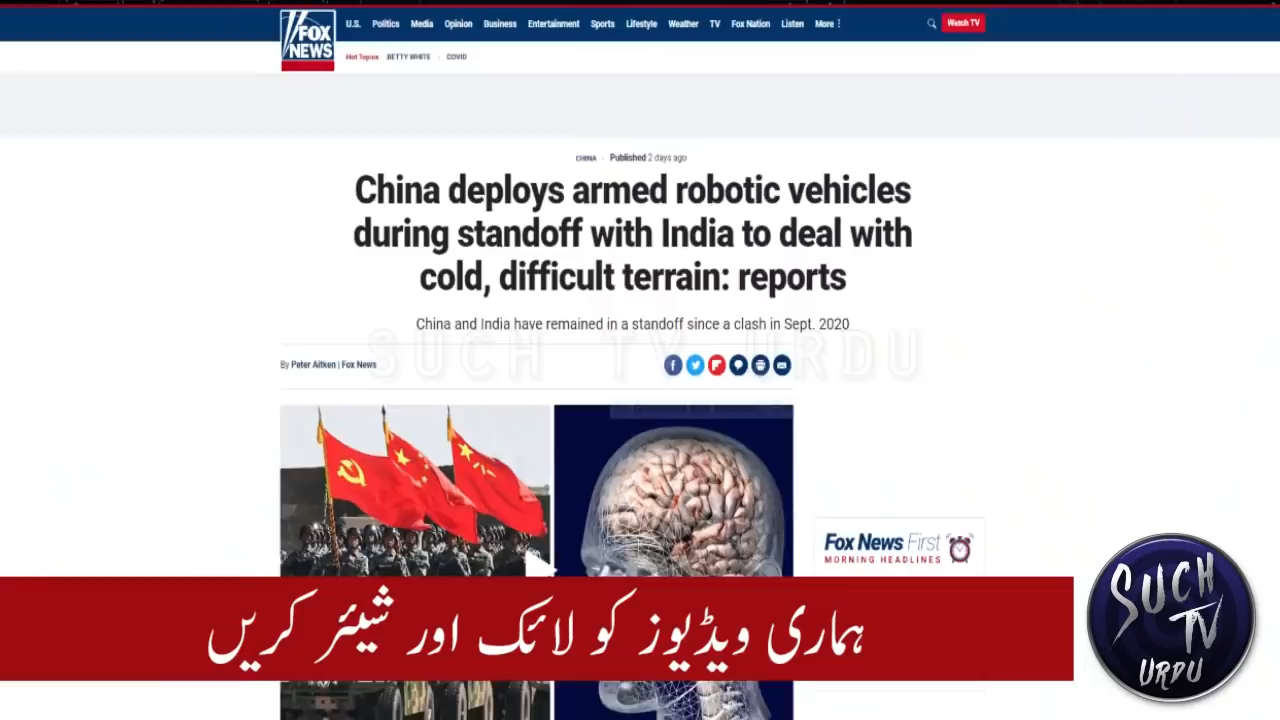 FOX NEWS
U.S. Politics Media Opinion Business Entertainment Sports Lifestyle Weather TV Fox Nation Listen More
Watch TV
Hot Topics BETTY WHITE COVID
CHINA · Published 2 days ago
China deploys armed robotic vehicles
during standoff with India to deal with
cold, difficult terrain: reports
China and India have remained in a standoff since a clash in Sept. 2020
SUCH TV URDU
By Peter Aitken | Fox News
Fox News First
MORNING HEADLINES
ہماری ویڈیوز کو لائک اور شیئر کریں
SUCH
TV
URDU